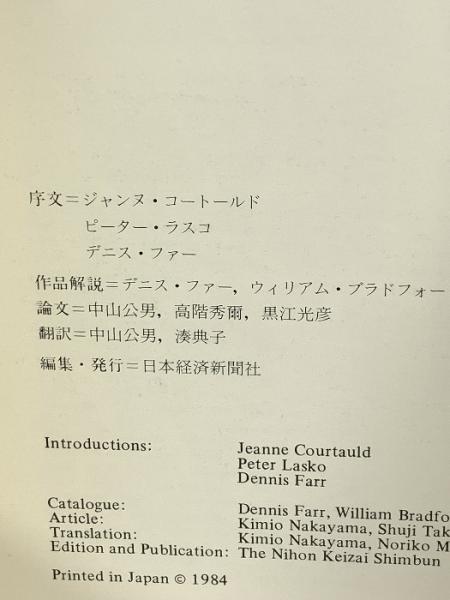 序文＝ジャンヌ・コートールド
ピーター・ラスコ
デニス・ファー
作品解説＝デニス・ファー，ウィリアム・ブラドフォー
論文＝中山公男，高階秀爾，黒江光彦
翻訳＝中山公男，湊典子
編集・発行＝日本経済新聞社
Introductions: Jeanne Courtauld
Peter Lasko
Dennis Farr
Catalogue: Dennis Farr, William Bradfo
Article: Kimio Nakayama, Shuji Tak
Translation: Kimio Nakayama, Noriko M
Edition and Publication: The Nihon Keizai Shimbun
Printed in Japan © 1984